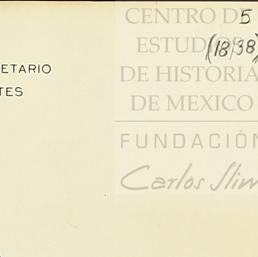 5
(18/38)
ETARIO
TES
CENTRO DE
ESTUDIOS
DE HISTORIA
DE MEXICO
FUNDACIÓN
Carlos Slim